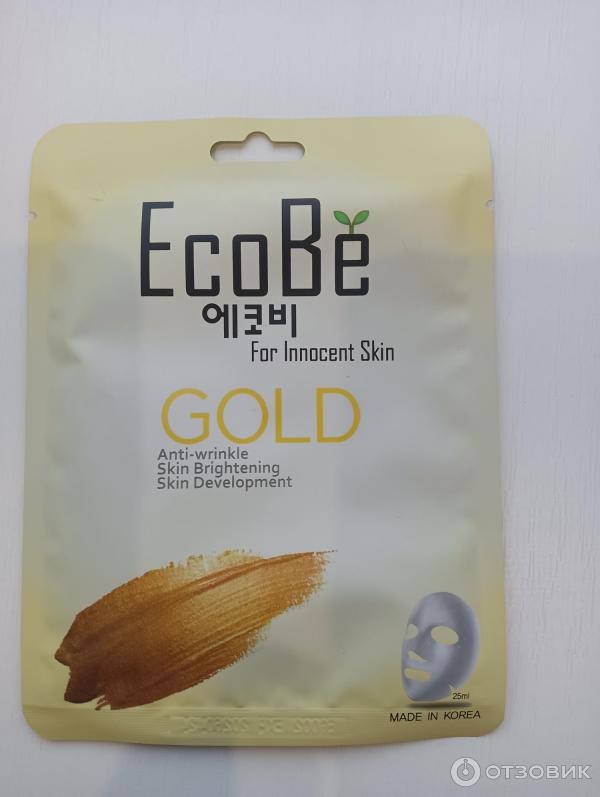 EcoBe
에코비
For Innocent Skin
GOLD
Anti-wrinkle
Skin Brightening
Skin Development
25ml
MADE IN KOREA
ОТЗОВИК